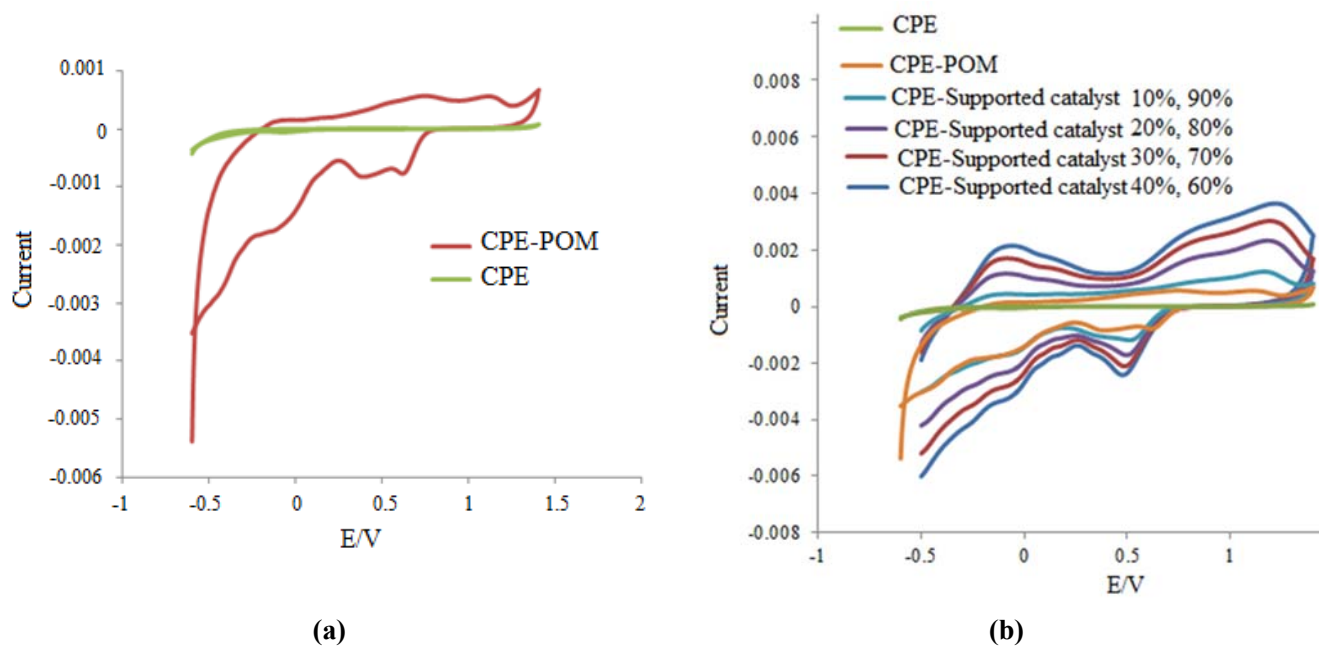 0.001
0
-0.001
-0.002
-0.003
-0.004
-0.005
-0.006
Current
-1
-0.5
0
0.5
1
1.5
2
E/V
CPE-POM
CPE
(a)
CPE
CPE-POM
CPE-Supported catalyst 10%, 90%
CPE-Supported catalyst 20%, 80%
CPE-Supported catalyst 30%, 70%
CPE-Supported catalyst 40%, 60%
0.008
0.006
0.004
0.002
0
-0.002
-0.004
-0.006
-0.008
Current
-1
-0.5
0
0.5
1
E/V
(b)